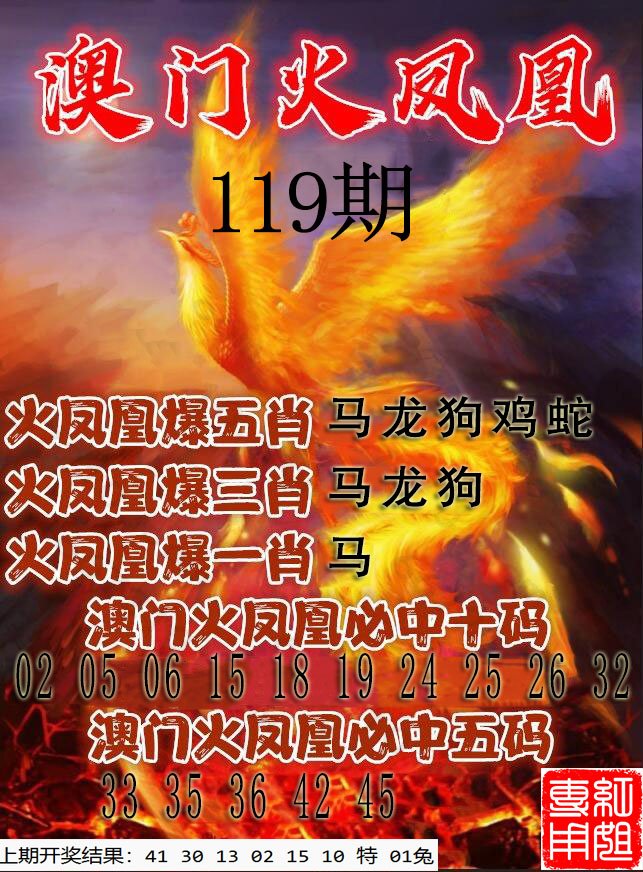 澳门火凤凰
119期
火凤凰爆五肖 马龙狗鸡蛇
火凤凰爆三肖 马龙狗
火凤凰爆一肖 马
澳门火凤凰必中十码
02 05 06 15 18 19 24 25 26 32
澳门火凤凰必中五码
33 35 36 42 45
上期开奖结果：41 30 13 02 15 10 特 01兔
红姐专用